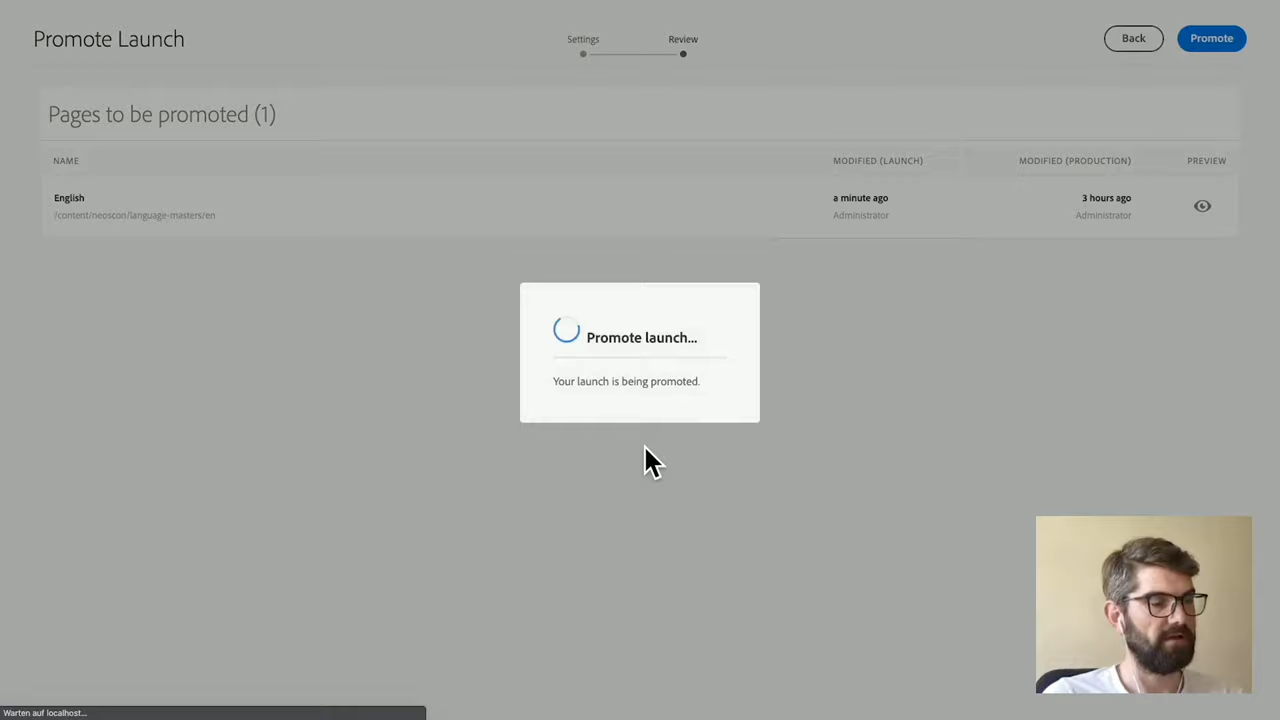 Promote Launch
Settings
Review
Back
Promote
Pages to be promoted (1)
NAME
MODIFIED (LAUNCH)
MODIFIED (PRODUCTION)
PREVIEW
English
a minute ago
3 hours ago
/content/neoscon/language-masters/en
Administrator
Administrator
Promote launch...
Your launch is being promoted.
Warten auf localhost...